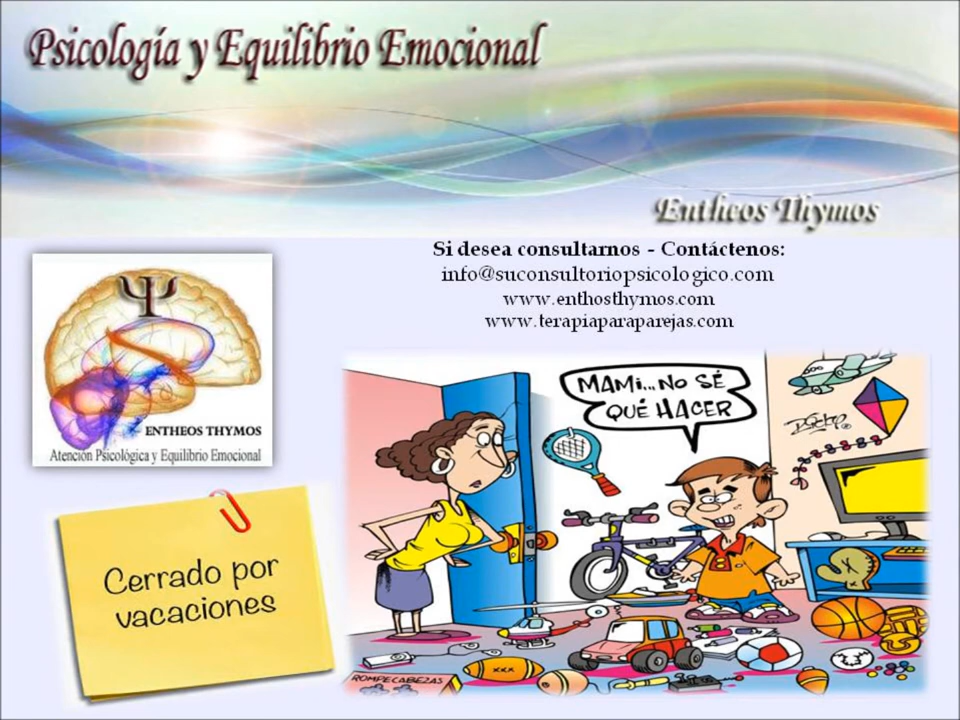 Psicología y Equilibrio Emocional
Entheos Thymos
Si desea consultarnos - Contáctenos:
info@suconsultoriopsicologico.com
www.enthosthymos.com
www.terapiaparaparejas.com
Ψ
ENTHEOS THYMOS
Atención Psicológica y Equilibrio Emocional
Cerrado por
vacaciones
MAMi...NO SÉ
QUÉ HACER
ROMPECABEZAS
xxx